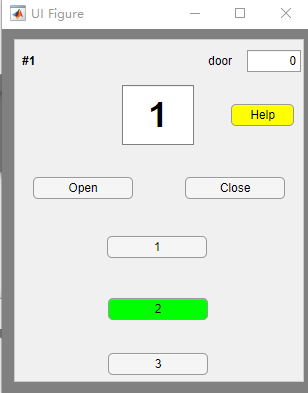 UI Figure
#1 door 0
1
Help
Open Close
1
2
3